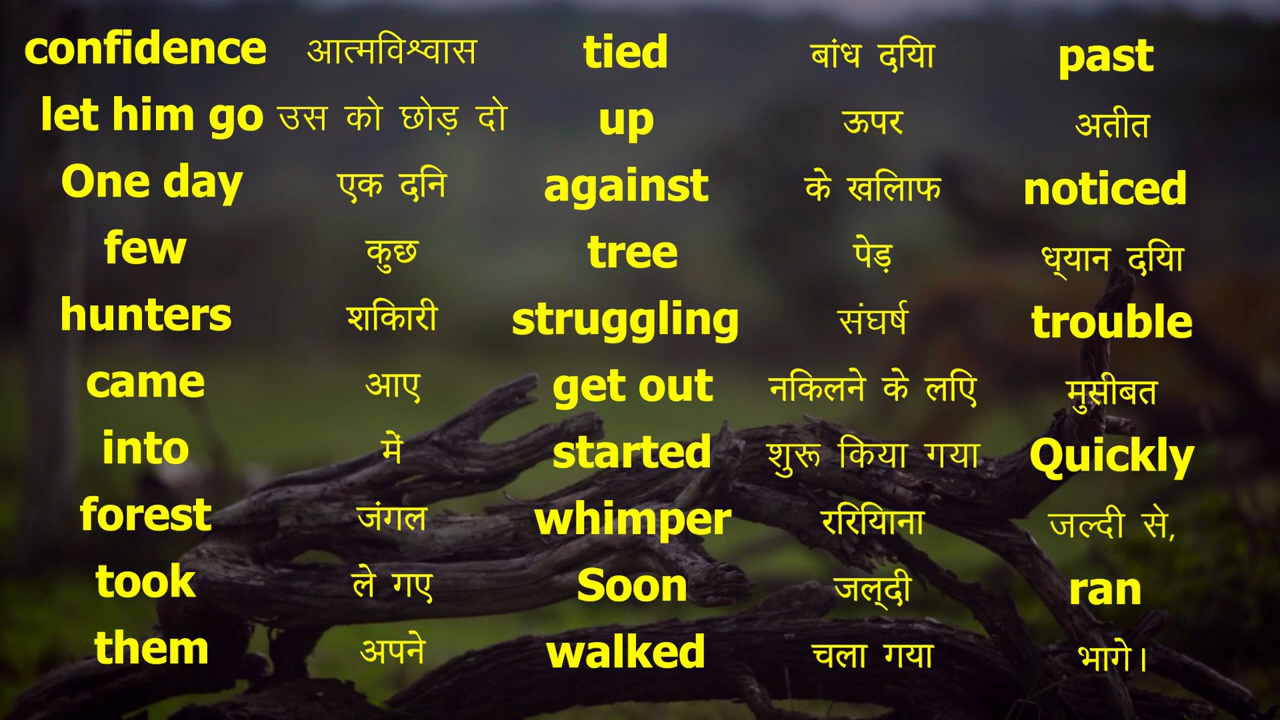 confidence आत्मविश्वास tied बांध दयिा past
let him go उस को छोड़ दो up ऊपर अतीत
One day एक दनि against के खलिाफ noticed
few कुछ tree पेड़ ध्यान दयिा
hunters शकिारी struggling संघर्ष trouble
came आए get out नकिलने के लएि मुसीबत
into में started शुरू किया गया Quickly
forest जंगल whimper ररियिाना जल्दी से,
took ले गए Soon जल्दी ran
them अपने walked चला गया भागे।